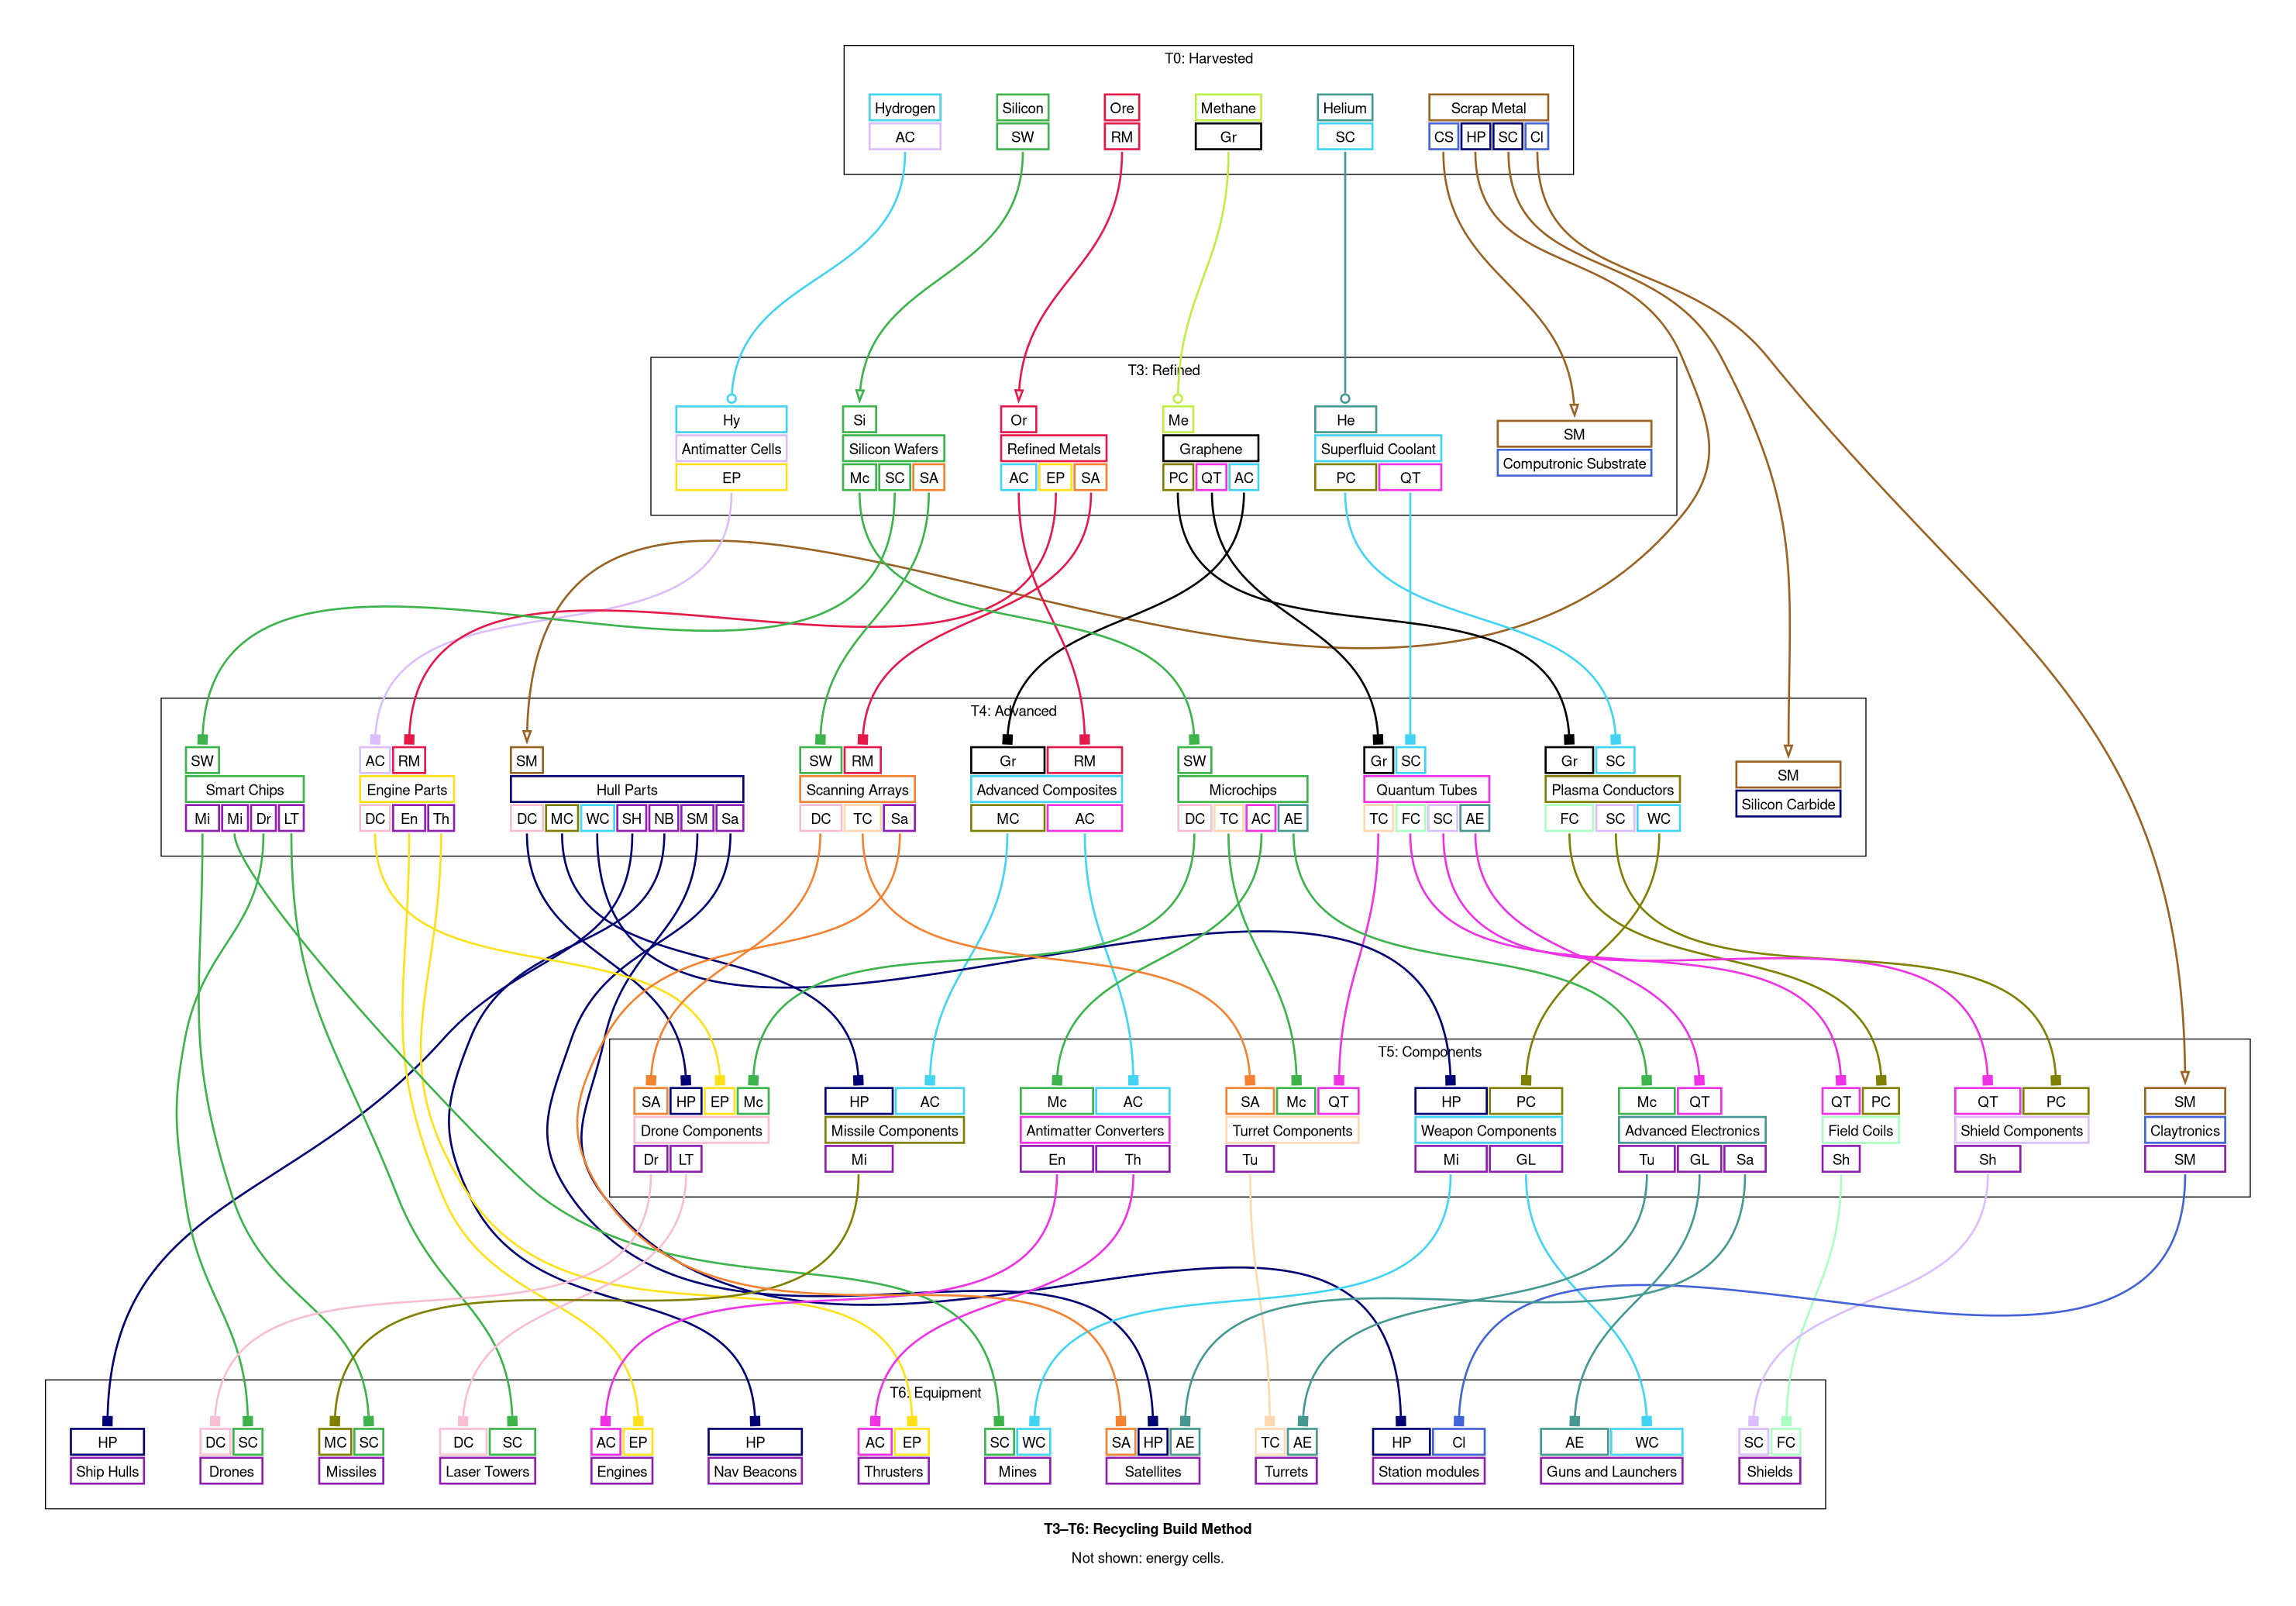 T0: Harvested
Hydrogen Silicon Ore Methane Helium Scrap Metal
AC SW RM Gr SC CS HP SC Cl
T3: Refined
Hy Si Or Me He SM
Antimatter Cells Silicon Wafers Refined Metals Graphene Superfluid Coolant Computronic Substrate
EP Mc SC SA AC EP SA PC QT AC PC QT
T4: Advanced
SW AC RM SM SW RM Gr RM SW Gr SC Gr SC SM
Smart Chips Engine Parts Hull Parts Scanning Arrays Advanced Composites Microchips Quantum Tubes Plasma Conductors Silicon Carbide
Mi Mi Dr LT DC En Th DC MC WC SH NB SM Sa DC TC Sa MC AC DC TC AC AE TC FC SC AE FC SC WC
T5: Components
SA HP EP Mc HP AC Mc AC SA Mc QT HP PC Mc QT QT PC QT PC SM
Drone Components Missile Components Antimatter Converters Turret Components Weapon Components Advanced Electronics Field Coils Shield Components Claytronics
Dr LT Mi En Th Tu Mi GL Tu GL Sa Sh Sh SM
T6: Equipment
HP DC SC MC SC DC SC AC EP HP AC EP SC WC SA HP AE TC AE HP Cl AE WC SC FC
Ship Hulls Drones Missiles Laser Towers Engines Nav Beacons Thrusters Mines Satellites Turrets Station modules Guns and Launchers Shields
T3–T6: Recycling Build Method
Not shown: energy cells.